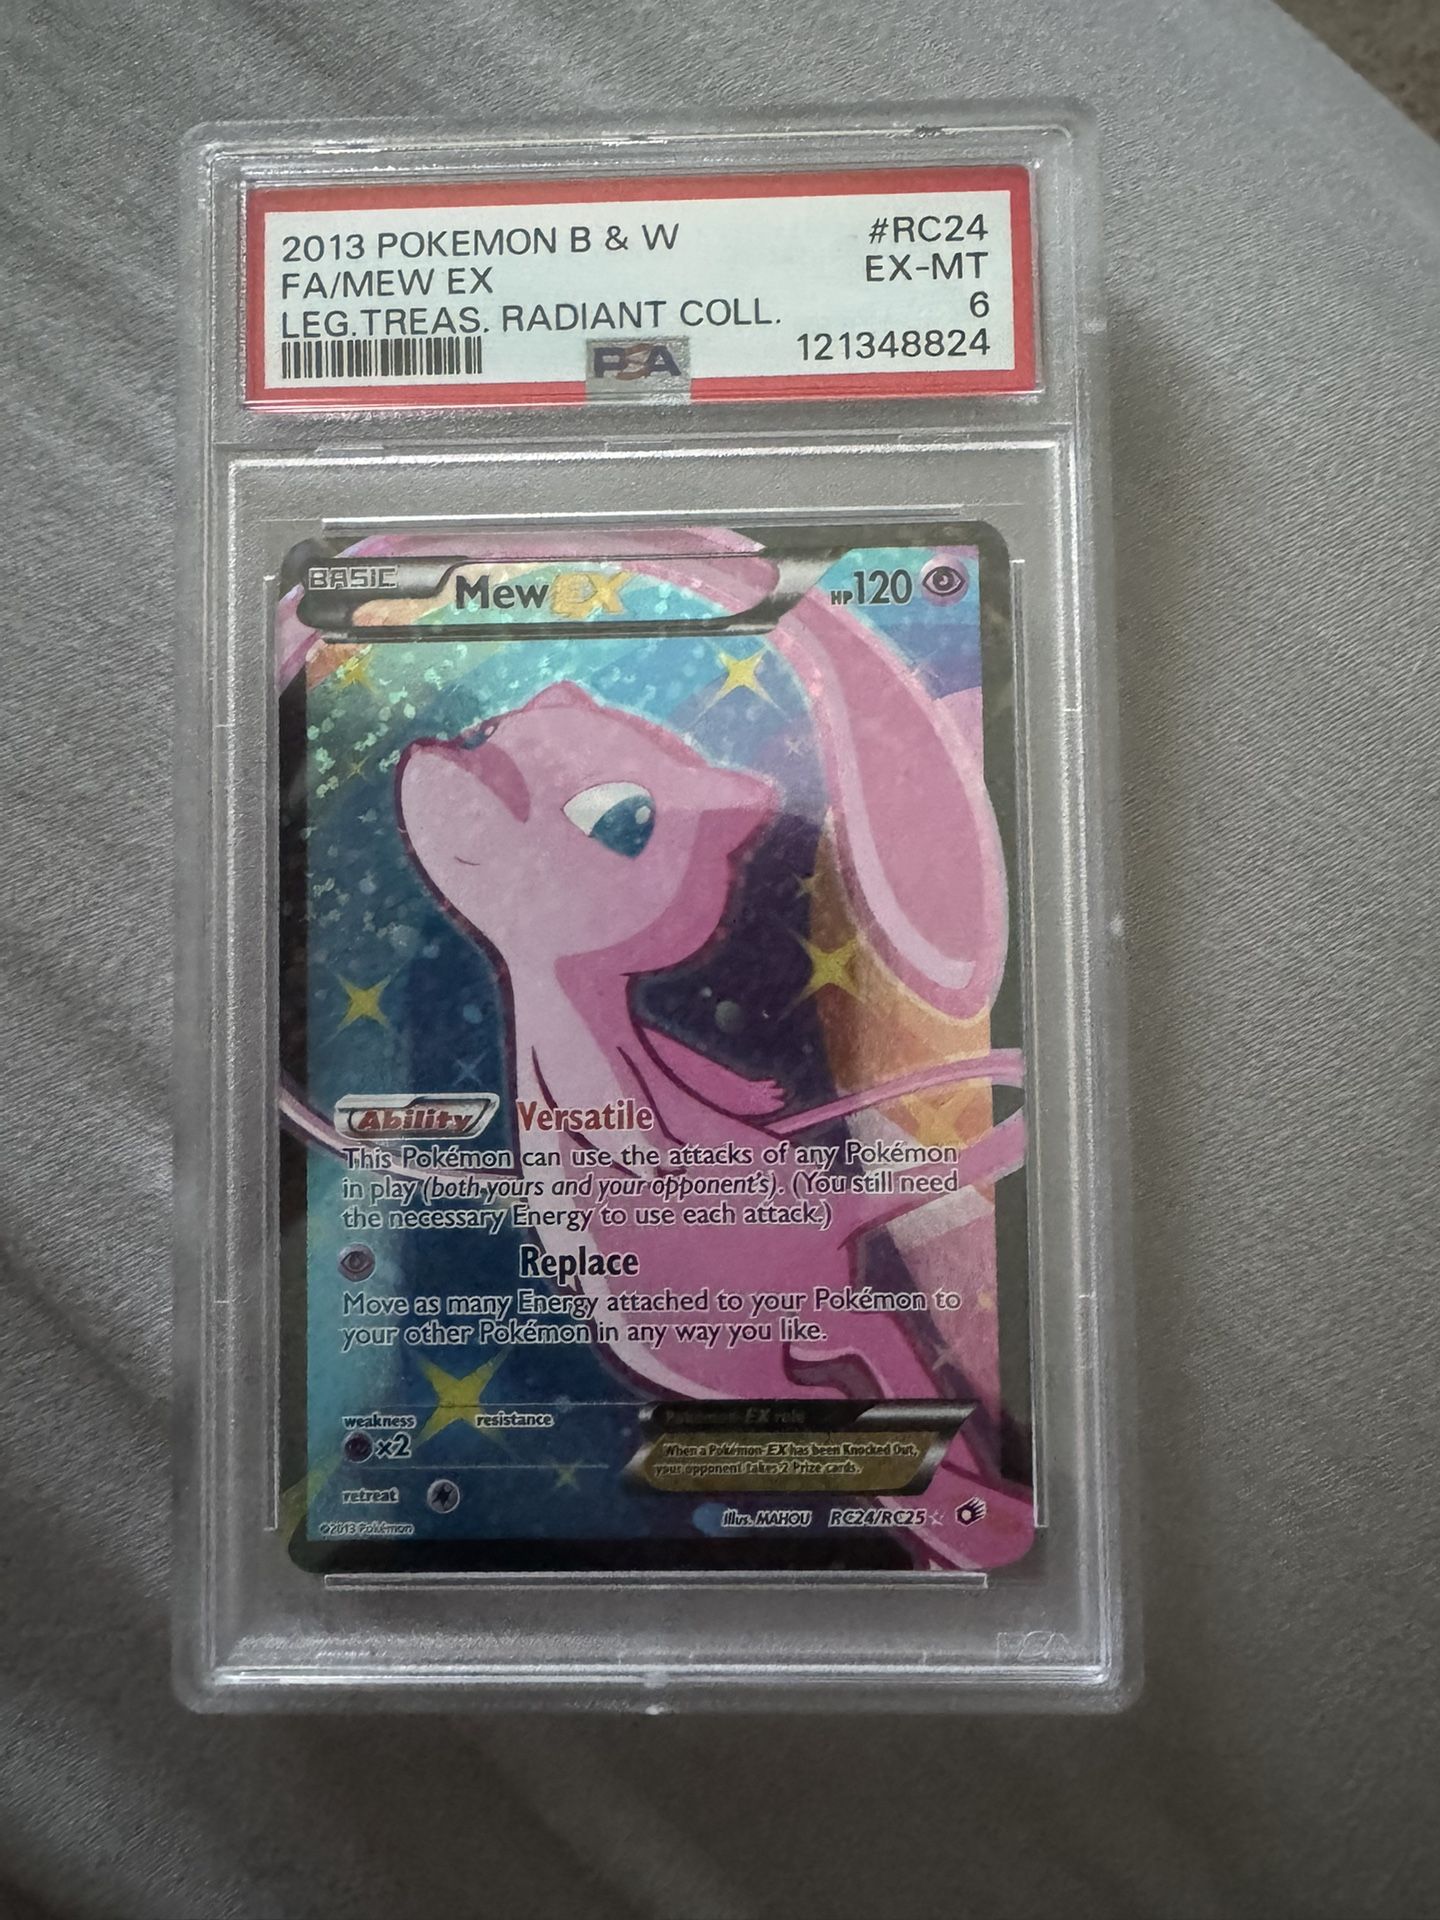 2013 POKEMON B & W #RC24
FA/MEW EX EX-MT
LEG.TREAS. RADIANT COLL. 6
PSA 121348824
BASIC Mew EX HP120
Ability Versatile
This Pokémon can use the attacks of any Pokémon
in play (both yours and your opponent's). (You still need
the necessary Energy to use each attack.)
Replace
Move as many Energy attached to your Pokémon to
your other Pokémon in any way you like.
weakness resistance
×2
Pokémon-EX rule
When a Pokémon-EX has been Knocked Out,
your opponent takes 2 Prize cards.
retreat
©2013 Pokémon Illus. MAHOU RC24/RC25
PSA